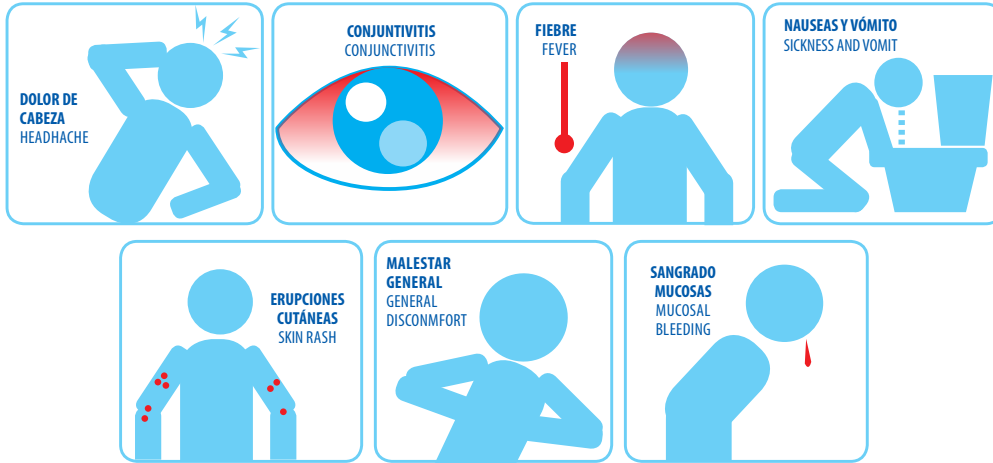 DOLOR DE
CABEZA
HEADHACHE
CONJUNTIVITIS
CONJUNCTIVITIS
FIEBRE
FEVER
NAUSEAS Y VÓMITO
SICKNESS AND VOMIT
ERUPCIONES
CUTÁNEAS
SKIN RASH
MALESTAR
GENERAL
GENERAL
DISCONMFORT
SANGRADO
MUCOSAS
MUCOSAL
BLEEDING